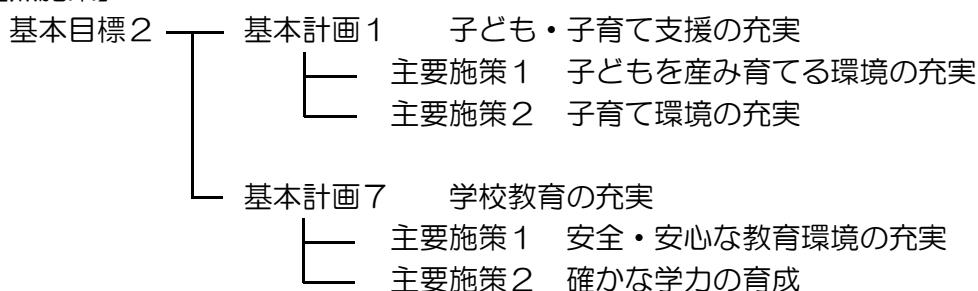 基本目標２ 基本計画１ 子ども・子育て支援の充実
主要施策１ 子どもを産み育てる環境の充実
主要施策２ 子育て環境の充実
基本計画７ 学校教育の充実
主要施策１ 安全・安心な教育環境の充実
主要施策２ 確かな学力の育成